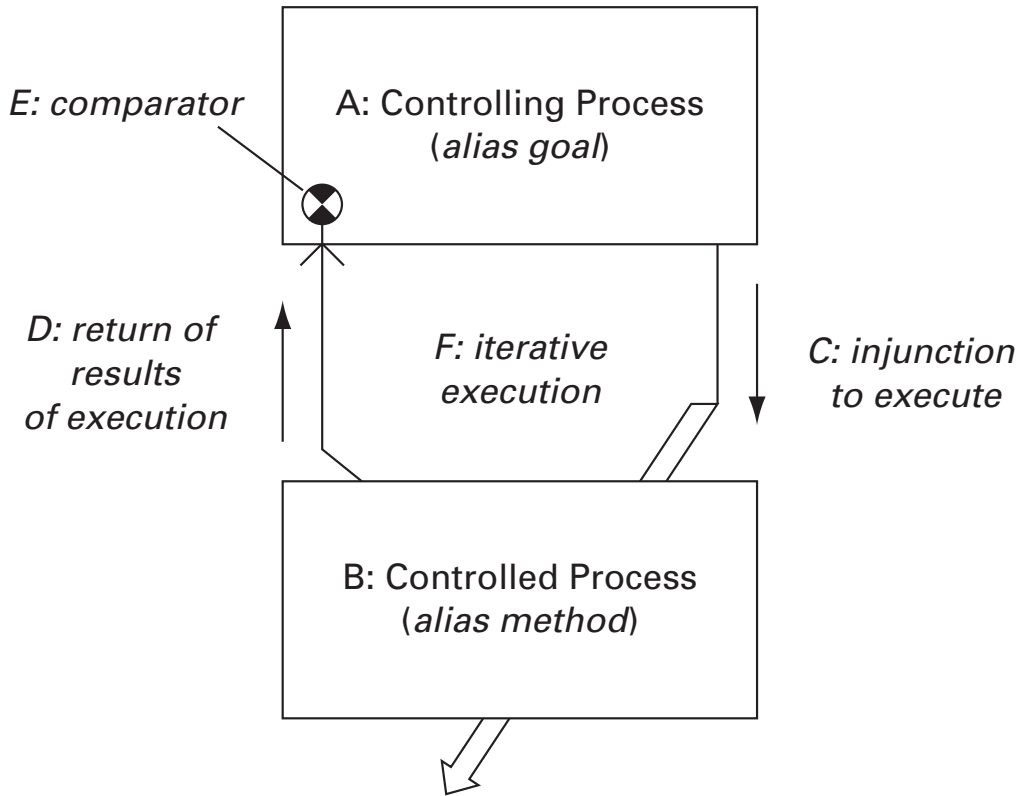 A: Controlling Process
(alias goal)
E: comparator
D: return of
results
of execution
F: iterative
execution
C: injunction
to execute
B: Controlled Process
(alias method)